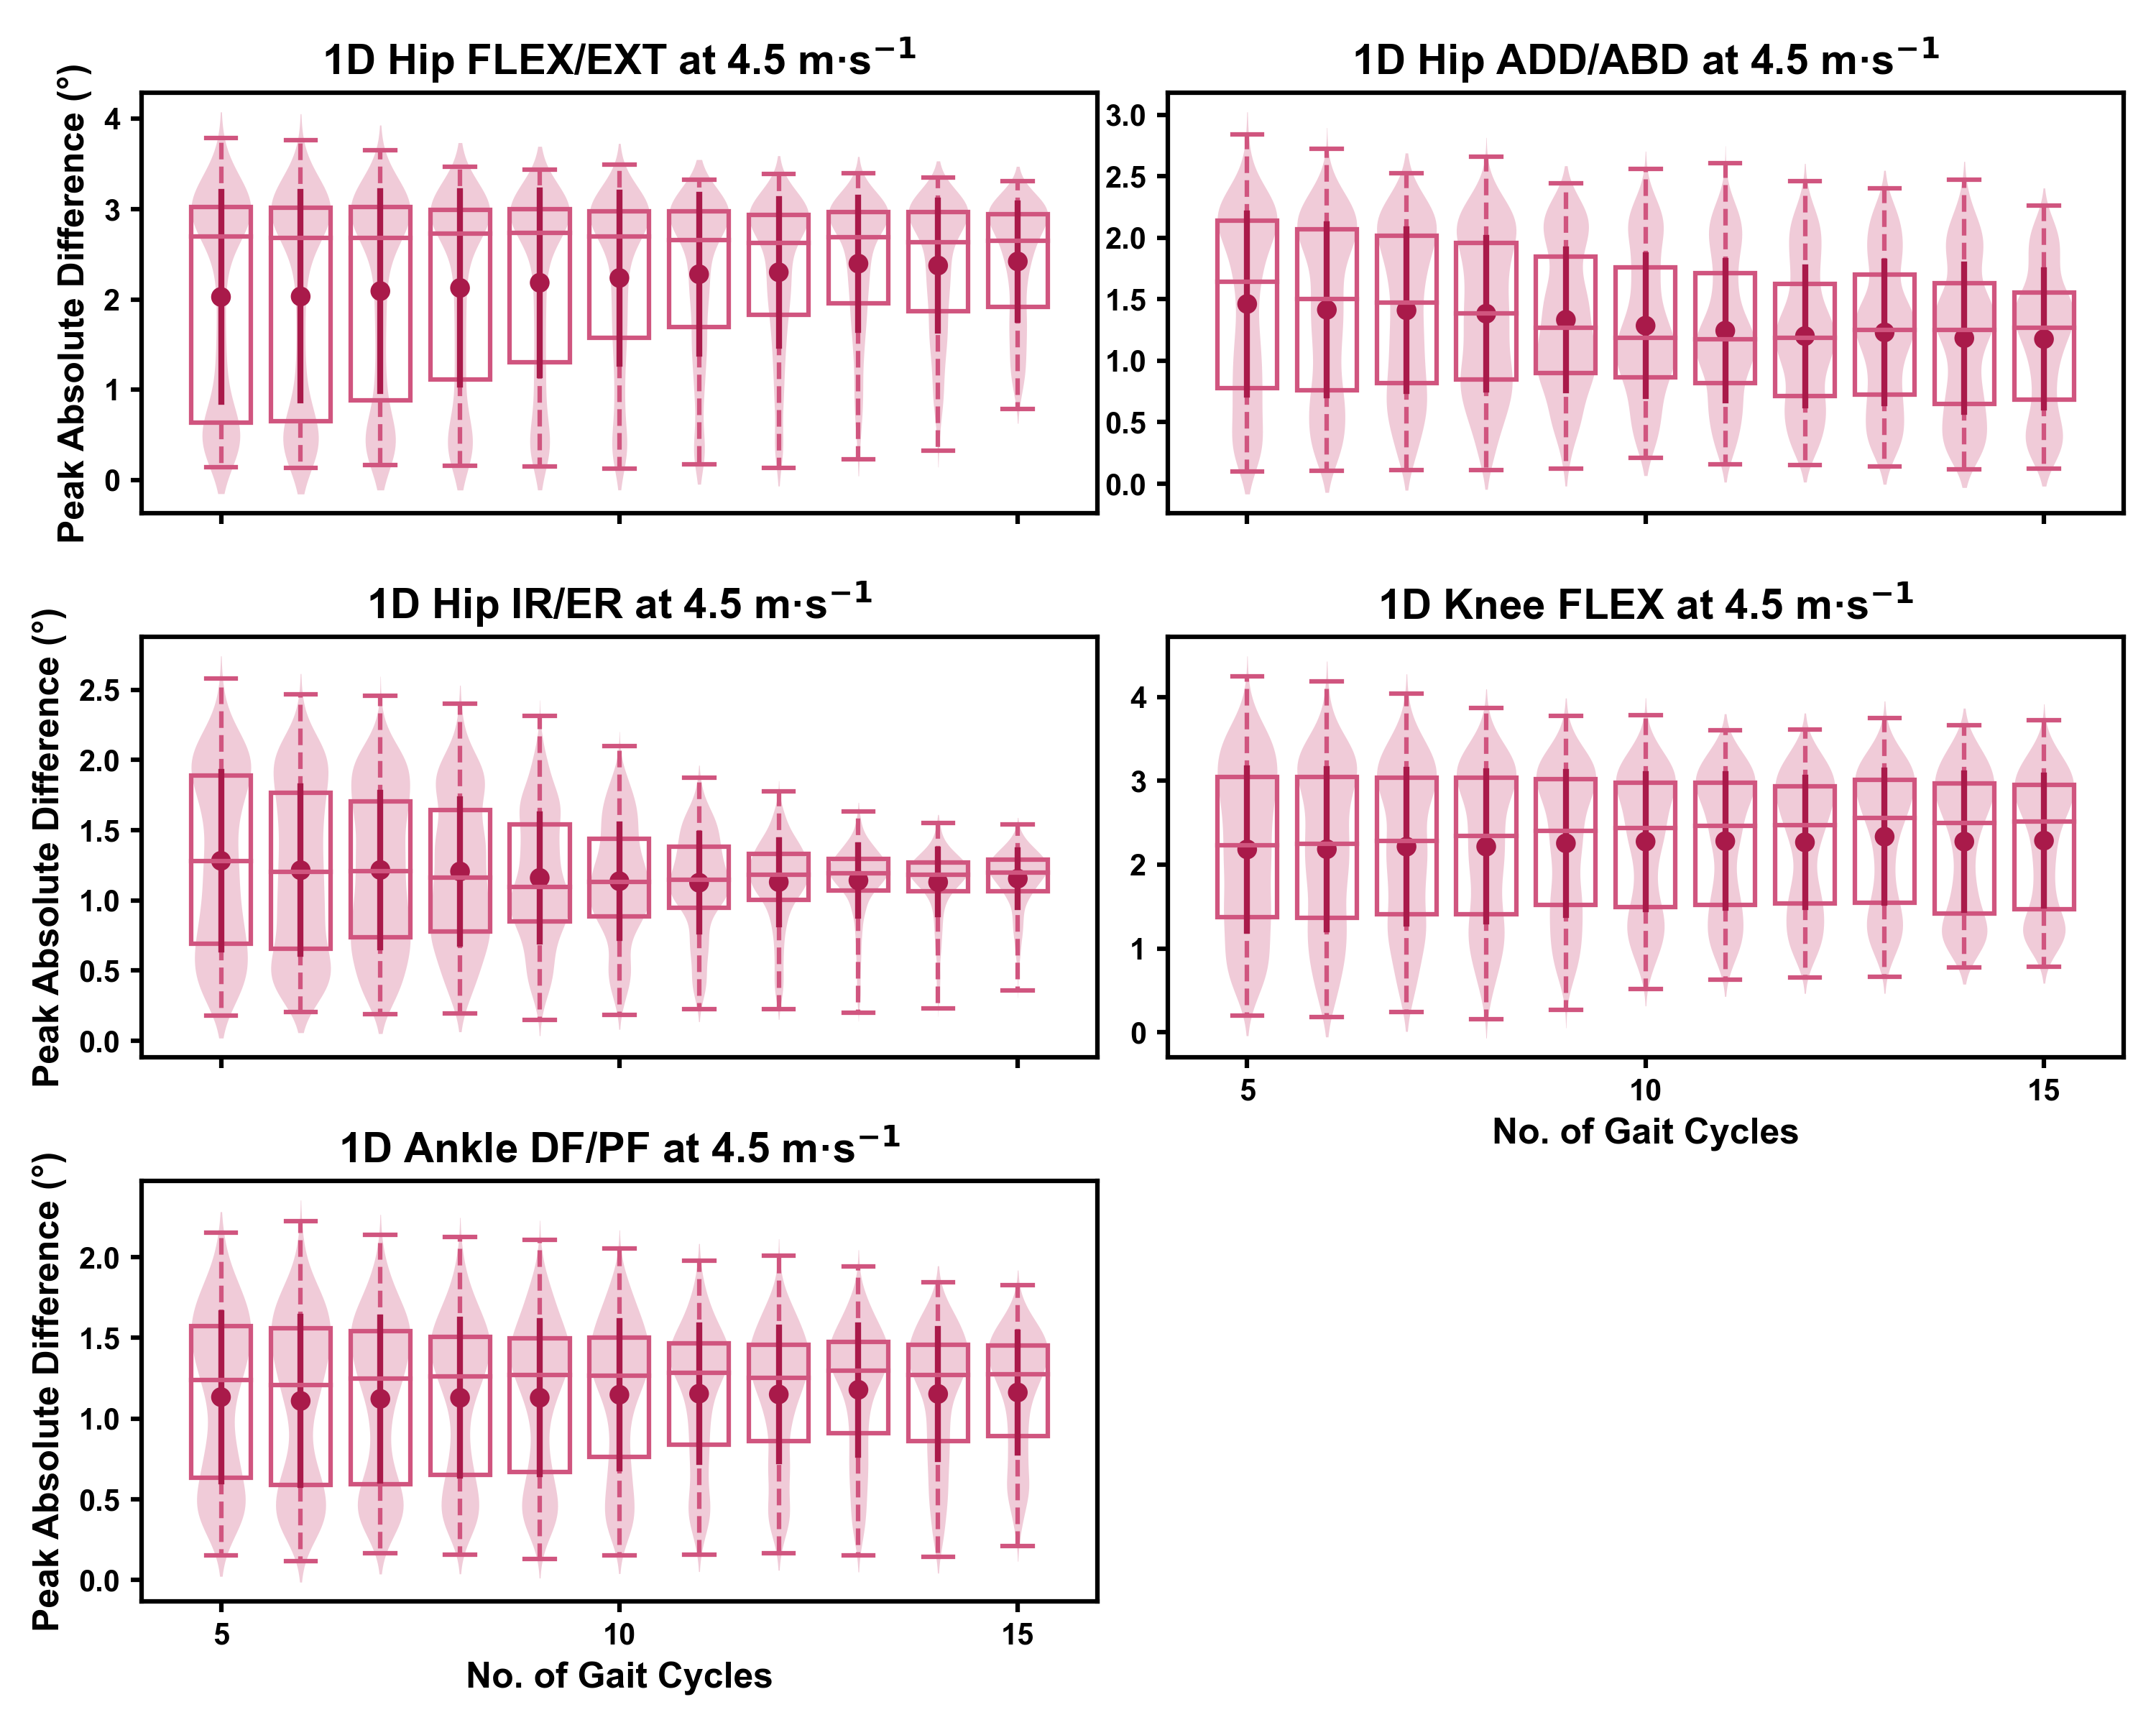 1D Hip FLEX/EXT at 4.5 m·s⁻¹
Peak Absolute Difference (°)
4
3
2
1
0
1D Hip ADD/ABD at 4.5 m·s⁻¹
3.0
2.5
2.0
1.5
1.0
0.5
0.0
1D Hip IR/ER at 4.5 m·s⁻¹
Peak Absolute Difference (°)
2.5
2.0
1.5
1.0
0.5
0.0
1D Knee FLEX at 4.5 m·s⁻¹
4
3
2
1
0
5 10 15
No. of Gait Cycles
1D Ankle DF/PF at 4.5 m·s⁻¹
Peak Absolute Difference (°)
2.0
1.5
1.0
0.5
0.0
5 10 15
No. of Gait Cycles